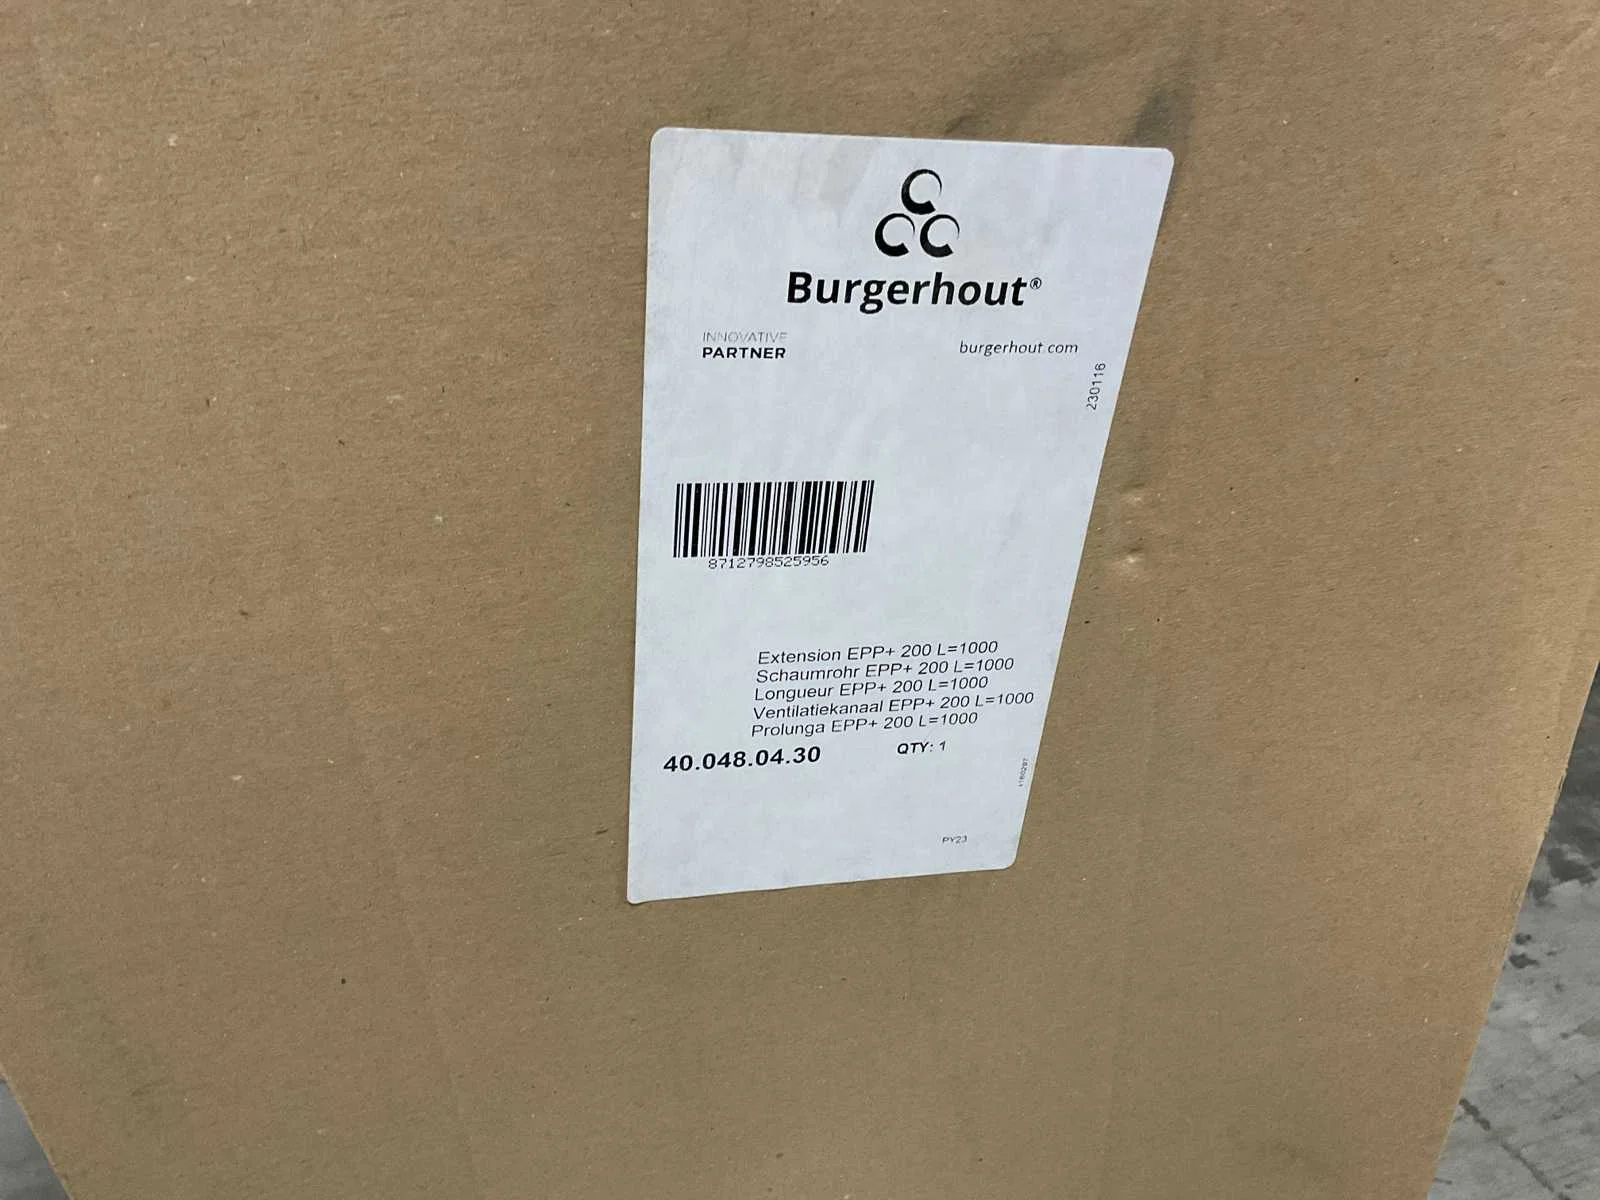 Burgerhout®
INNOVATIVE
PARTNER
burgerhout.com
230116
8712798525956
Extension EPP+ 200 L=1000
Schaumrohr EPP+ 200 L=1000
Longueur EPP+ 200 L=1000
Ventilatiekanaal EPP+ 200 L=1000
Prolunga EPP+ 200 L=1000
40.048.04.30
QTY: 1
PY23